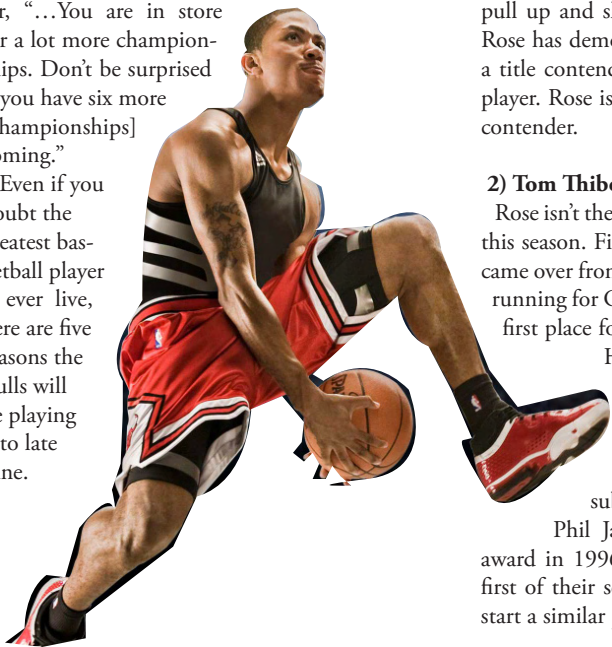 r, “…You are in store
r a lot more champion-
ips. Don’t be surprised
you have six more
hampionships]
oming.”
Even if you
oubt the
eatest bas-
etball player
ever live,
ere are five
asons the
ulls will
e playing
to late
ne.
pull up and s
Rose has dem
a title contend
player. Rose is
contender.
2) Tom Thib
Rose isn’t the
this season. Fi
came over from
running for
first place fo
H
su
Phil Ja
award in 1996
first of their s
start a similar